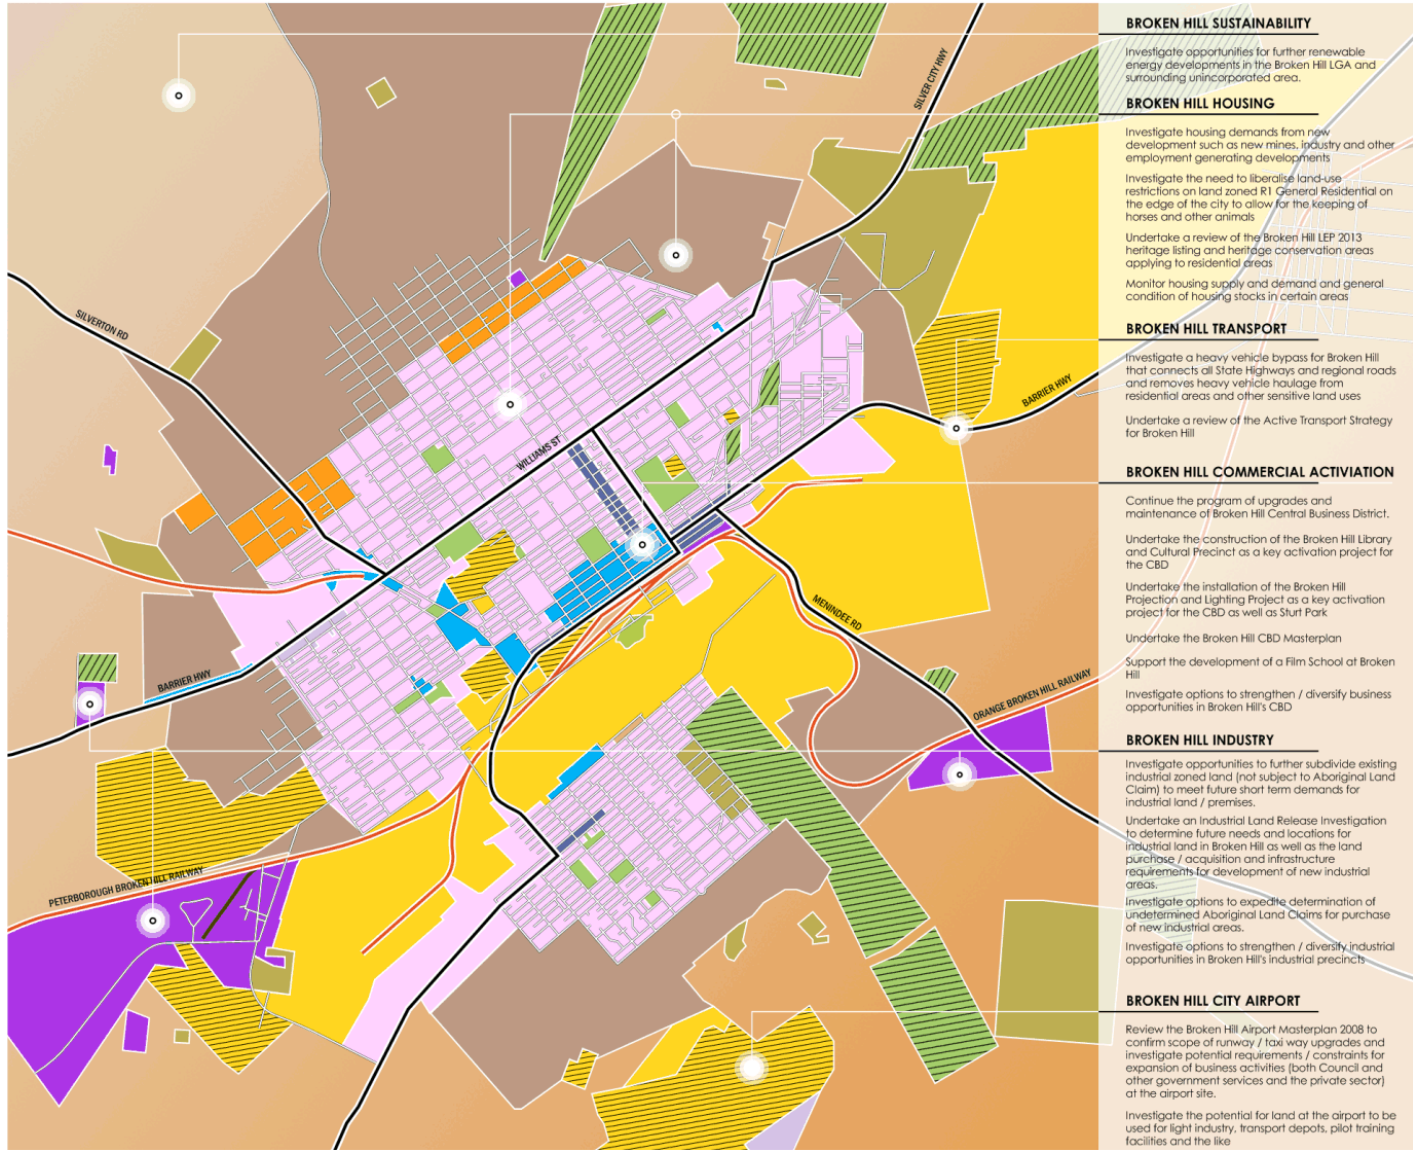 BROKEN HILL SUSTAINABILITY
Investigate opportunities for further renewable
energy developments in the Broken Hill LGA and
surrounding unincorporated area.
BROKEN HILL HOUSING
Investigate housing demands from new
development such as new mines, industry and other
employment generating developments
Investigate the need to liberalise land-use
restrictions on land zoned R1 General Residential on
the edge of the city to allow for the keeping of
horses and other animals
Undertake a review of the Broken Hill LEP 2013
heritage listing and heritage conservation areas
applying to residential areas
Monitor housing supply and demand and general
condition of housing stocks in certain areas
BROKEN HILL TRANSPORT
Investigate a heavy vehicle bypass for Broken Hill
that connects all State Highways and regional roads
and removes heavy vehicle haulage from
residential areas and other sensitive land uses
Undertake a review of the Active Transport Strategy
for Broken Hill
BROKEN HILL COMMERCIAL ACTIVIATION
Continue the program of upgrades and
maintenance of Broken Hill Central Business District.
Undertake the construction of the Broken Hill Library
and Cultural Precinct as a key activation project for
the CBD
Undertake the installation of the Broken Hill
Projection and Lighting Project as a key activation
project for the CBD as well as Sturt Park
Undertake the Broken Hill CBD Masterplan
Support the development of a Film School at Broken
Hill
Investigate options to strengthen / diversify business
opportunities in Broken Hill's CBD
BROKEN HILL INDUSTRY
Investigate opportunities to further subdivide existing
industrial zoned land (not subject to Aboriginal Land
Claim) to meet future short term demands for
industrial land / premises.
Undertake an Industrial Land Release Investigation
to determine future needs and locations for
industrial land in Broken Hill as well as the land
purchase / acquisition and infrastructure
requirements for development of new industrial
areas.
Investigate options to expedite determination of
undetermined Aboriginal Land Claims for purchase
of new industrial areas.
Investigate options to strengthen / diversify industrial
opportunities in Broken Hill's industrial precincts
BROKEN HILL CITY AIRPORT
Review the Broken Hill Airport Masterplan 2008 to
confirm scope of runway / taxi way upgrades and
investigate potential requirements / constraints for
expansion of business activities (both Council and
other government services and the private sector)
at the airport site.
Investigate the potential for land at the airport to be
used for light industry, transport depots, pilot training
facilities and the like
SILVER CITY HWY
SILVERTON RD
BARRIER HWY
WILLIAMS ST
MENINDEE RD
BARRIER HWY
ORANGE BROKEN HILL RAILWAY
PETERBOROUGH BROKEN HILL RAILWAY